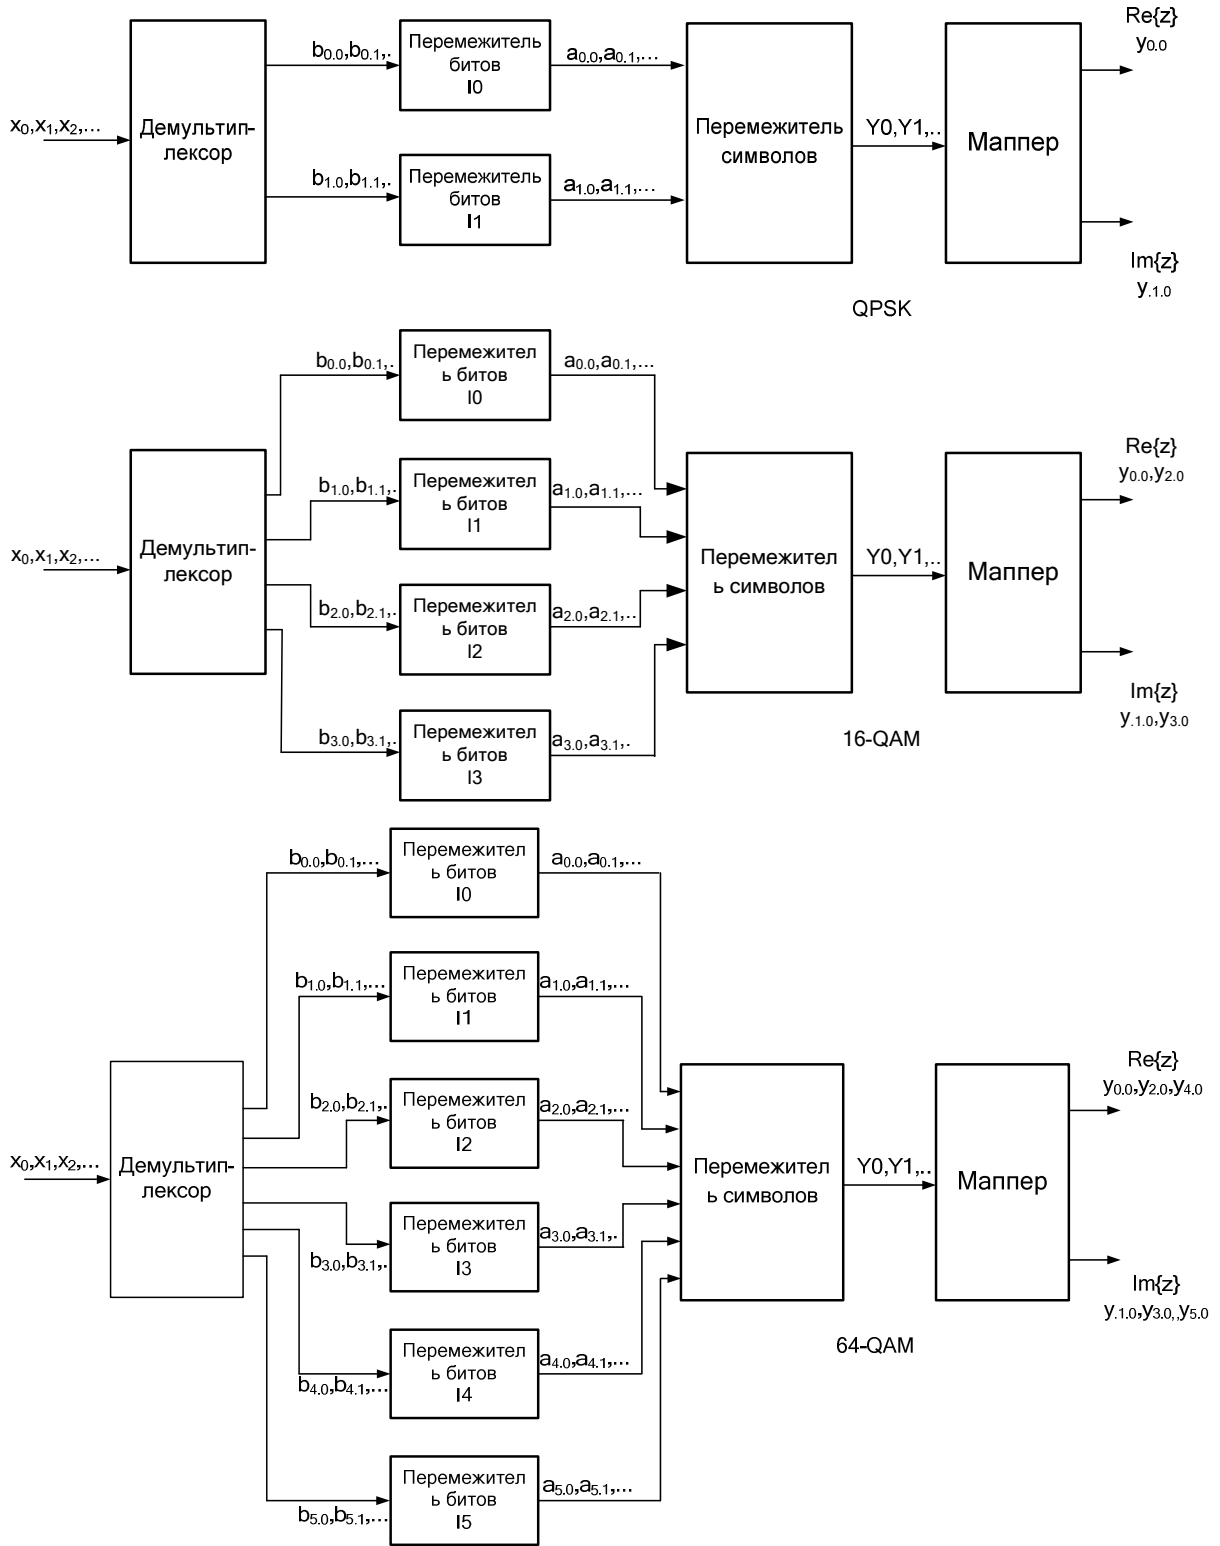 x0,x1,x2,...
Демультип-
лексор
b0.0,b0.1,.
Перемежитель
битов
I0
a0.0,a0.1,...
b1.0,b1.1,.
Перемежитель
битов
I1
a1.0,a1.1,...
Перемежитель
символов
Y0,Y1,..
Маппер
Re{z}
y0.0
Im{z}
y.1.0
QPSK
x0,x1,x2,...
Демультип-
лексор
b0.0,b0.1,.
Перемежител
ь битов
I0
a0.0,a0.1,...
b1.0,b1.1,.
Перемежител
ь битов
I1
a1.0,a1.1,...
b2.0,b2.1,.
Перемежител
ь битов
I2
a2.0,a2.1,...
b3.0,b3.1,.
Перемежител
ь битов
I3
a3.0,a3.1,.
Перемежител
ь символов
Y0,Y1,..
Маппер
Re{z}
y0.0,y2.0
Im{z}
y.1.0,y3.0
16-QAM
x0,x1,x2,...
Демультип-
лексор
b0.0,b0.1,...
Перемежител
ь битов
I0
a0.0,a0.1,...
b1.0,b1.1,...
Перемежител
ь битов
I1
a1.0,a1.1,...
b2.0,b2.1,.
Перемежител
ь битов
I2
a2.0,a2.1,...
b3.0,b3.1,.
Перемежител
ь битов
I3
a3.0,a3.1,.
b4.0,b4.1,...
Перемежител
ь битов
I4
a4.0,a4.1,...
b5.0,b5.1,...
Перемежител
ь битов
I5
a5.0,a5.1,...
Перемежител
ь символов
Y0,Y1,..
Маппер
Re{z}
y0.0,y2.0,y4.0
Im{z}
y.1.0,y3.0,,y5.0
64-QAM